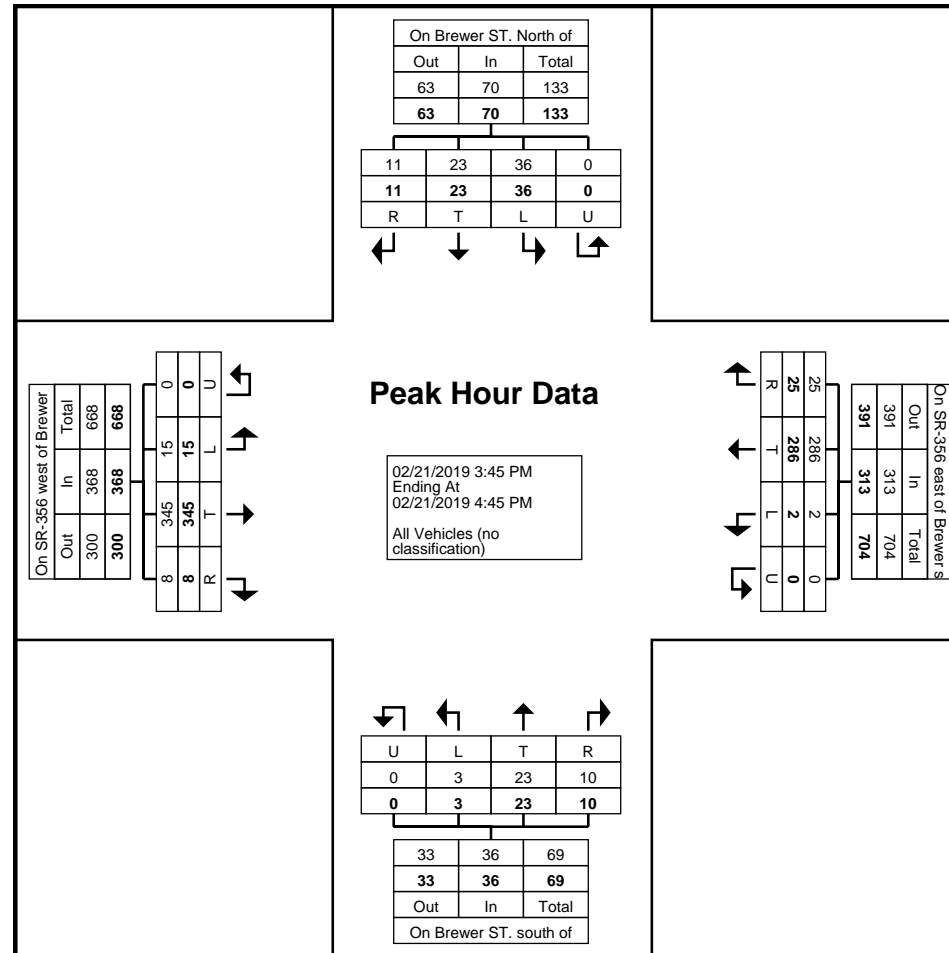 On Brewer ST. North of
Out In Total
63 70 133
63 70 133
11 23 36 0
11 23 36 0
R T L U
Peak Hour Data
02/21/2019 3:45 PM
Ending At
02/21/2019 4:45 PM
All Vehicles (no
classification)
On SR-356 west of Brewer
Out In Total
300 368 668
300 368 668
8 345 15 0
8 345 15 0
R T L U
On SR-356 east of Brewer s
Out In Total
391 313 704
391 313 704
25 286 2 0
25 286 2 0
R T L U
U L T R
0 3 23 10
0 3 23 10
33 36 69
33 36 69
Out In Total
On Brewer ST. south of